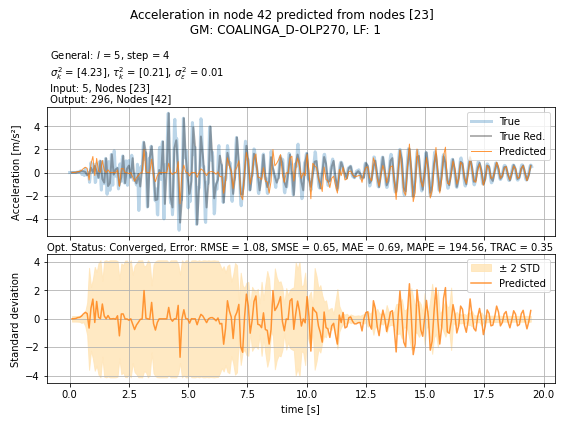 Acceleration in node 42 predicted from nodes [23]
GM: COALINGA_D-OLP270, LF: 1
General: l = 5, step = 4
σ²ₖ = [4.23], τ²ₖ = [0.21], σ²ε = 0.01
Input: 5, Nodes [23]
Output: 296, Nodes [42]
Acceleration [m/s²]
4
2
0
−2
−4
True
True Red.
Predicted
Opt. Status: Converged, Error: RMSE = 1.08, SMSE = 0.65, MAE = 0.69, MAPE = 194.56, TRAC = 0.35
Standard deviation
4
2
0
−2
−4
± 2 STD
Predicted
0.0 2.5 5.0 7.5 10.0 12.5 15.0 17.5 20.0
time [s]